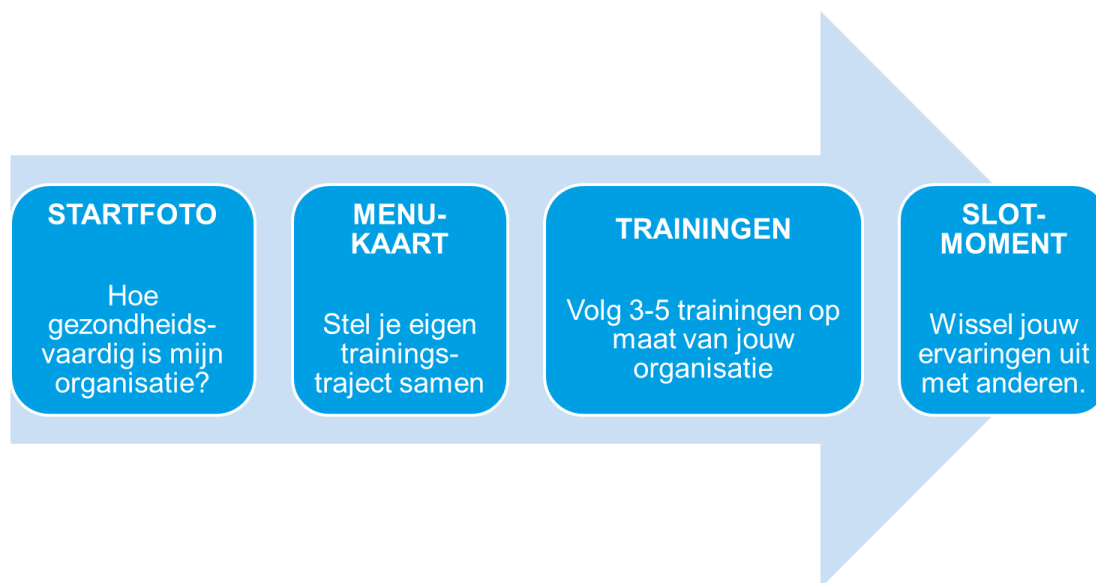 STARTFOTO
Hoe
gezondheids-
vaardig is mijn
organisatie?
MENU-
KAART
Stel je eigen
trainings-
traject samen
TRAININGEN
Volg 3-5 trainingen op
maat van jouw
organisatie
SLOT-
MOMENT
Wissel jouw
ervaringen uit
met anderen.